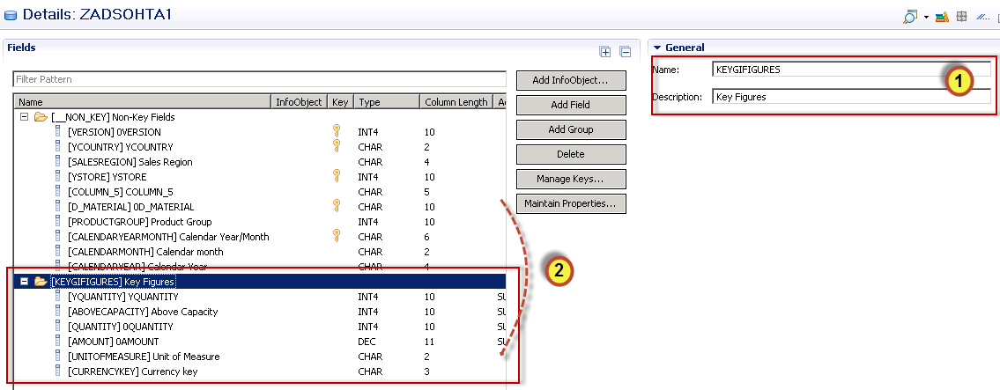 Details: ZADSOHTA1
Fields
Filter Pattern
Name InfoObject Key Type Column Length
[__NON_KEY] Non-Key Fields
[VERSION] 0VERSION INT4 10
[YCOUNTRY] YCOUNTRY CHAR 2
[SALESREGION] Sales Region CHAR 4
[YSTORE] YSTORE INT4 10
[COLUMN_5] COLUMN_5 CHAR 5
[D_MATERIAL] 0D_MATERIAL CHAR 10
[PRODUCTGROUP] Product Group INT4 10
[CALENDARYEARMONTH] Calendar Year/Month CHAR 6
[CALENDARMONTH] Calendar month CHAR 2
[CALENDARYEAR] Calendar Year CHAR 4
[KEYGIFIGURES] Key Figures
[YQUANTITY] YQUANTITY INT4 10
[ABOVECAPACITY] Above Capacity INT4 10
[QUANTITY] 0QUANTITY INT4 10
[AMOUNT] 0AMOUNT DEC 11
[UNITOFMEASURE] Unit of Measure CHAR 2
[CURRENCYKEY] Currency key CHAR 3
2
Add InfoObject...
Add Field
Add Group
Delete
Manage Keys...
Maintain Properties...
General
Name: KEYGIFIGURES
Description: Key Figures
1